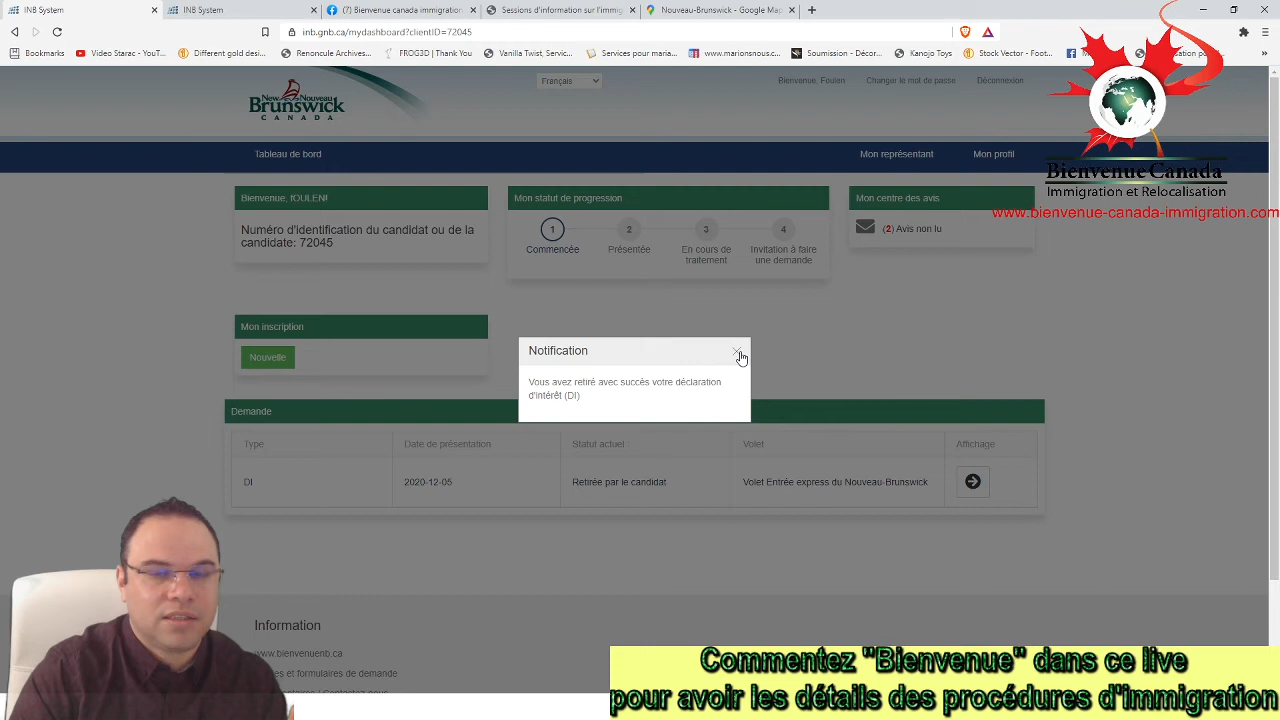 INB System
INB System
(?) Bienvenue canada immigration
Sessions d'information sur l'immig
Nouveau-Brunswick - Google Map
inb.gnb.ca/mydashboard?clientID=72045
Bookmarks
Video Starac - YouT...
Different gold desi...
Renoncule Archives...
FROG3D | Thank Yo...
Vanilla Twist, Servic...
Services pour maria...
www.marionsnous....
Soumission - Décor...
Kanojo Toys
Stock Vector - Foot...
New Nouveau
Brunswick
CANADA
Français
Bienvenue, Foulen
Changer le mot de passe
Déconnexion
Tableau de bord
Mon représentant
Mon profil
BienvenueCanada
Immigration et Relocalisation
www.bienvenue-canada-immigration.com
Bienvenue, fOULEN!
Numéro d'identification du candidat ou de la
candidate: 72045
Mon statut de progression
1
2
3
4
Commencée
Présentée
En cours de
traitement
Invitation à faire
une demande
Mon centre des avis
(2) Avis non lu
Mon inscription
Nouvelle
Notification
Vous avez retiré avec succès votre déclaration
d'intérêt (DI)
Demande
Type
Date de présentation
Statut actuel :
Volet
Affichage
DI
2020-12-05
Retirée par le candidat
Volet Entrée express du Nouveau-Brunswick
Information
www.bienvenuenb.ca
et formulaires de demande
Contactez-nous
Commentez "Bienvenue" dans ce live
pour avoir les détails des procédures d'immigration